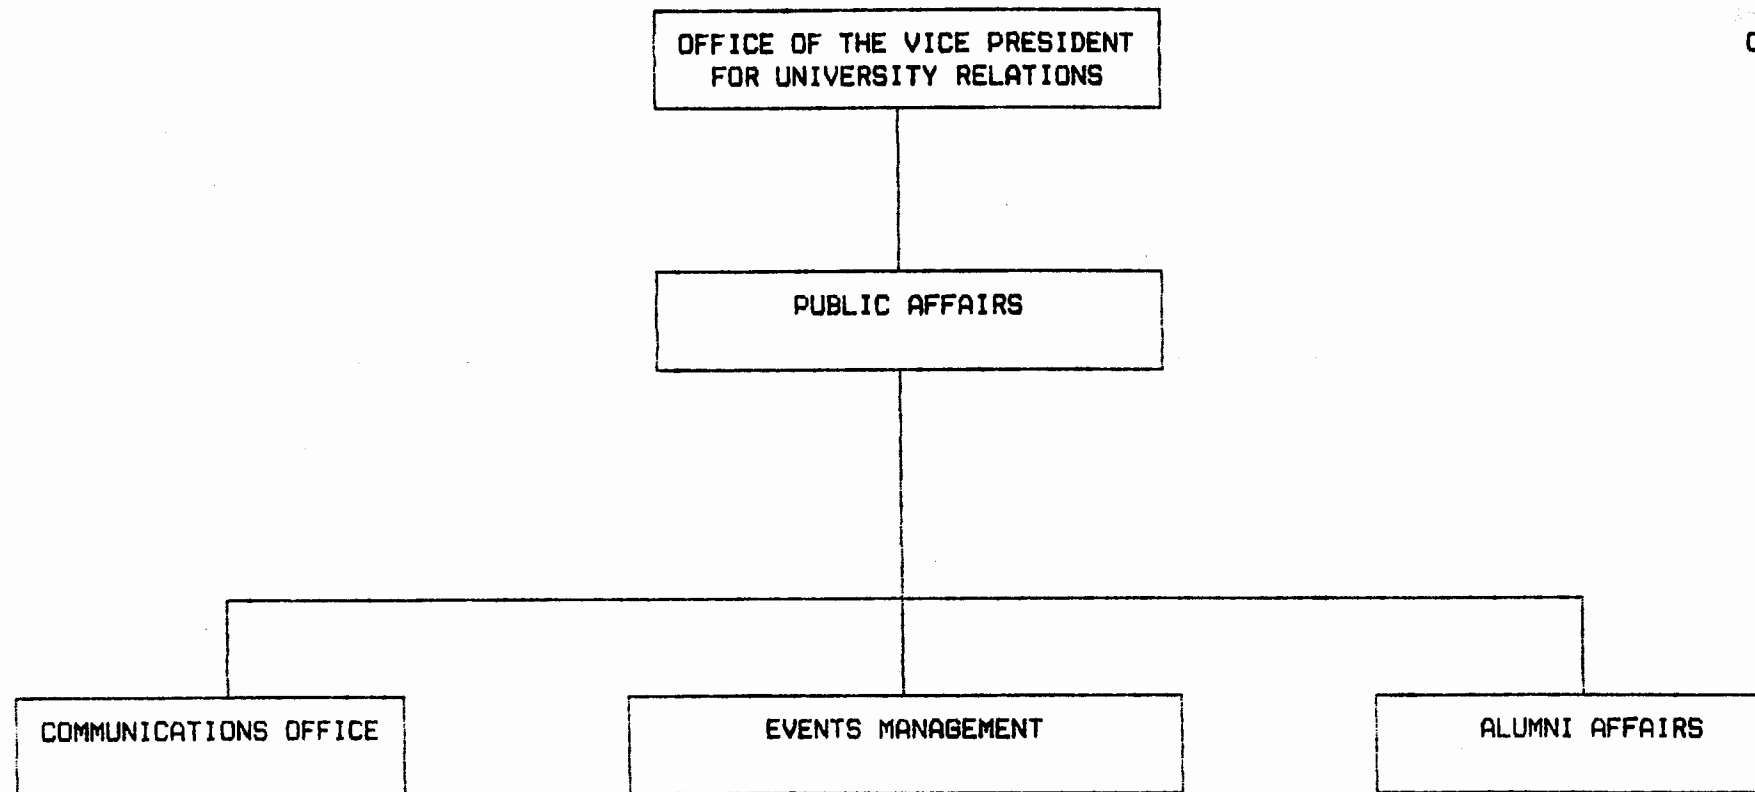 OFFICE OF THE VICE PRESIDENT
FOR UNIVERSITY RELATIONS
PUBLIC AFFAIRS
COMMUNICATIONS OFFICE
EVENTS MANAGEMENT
ALUMNI AFFAIRS